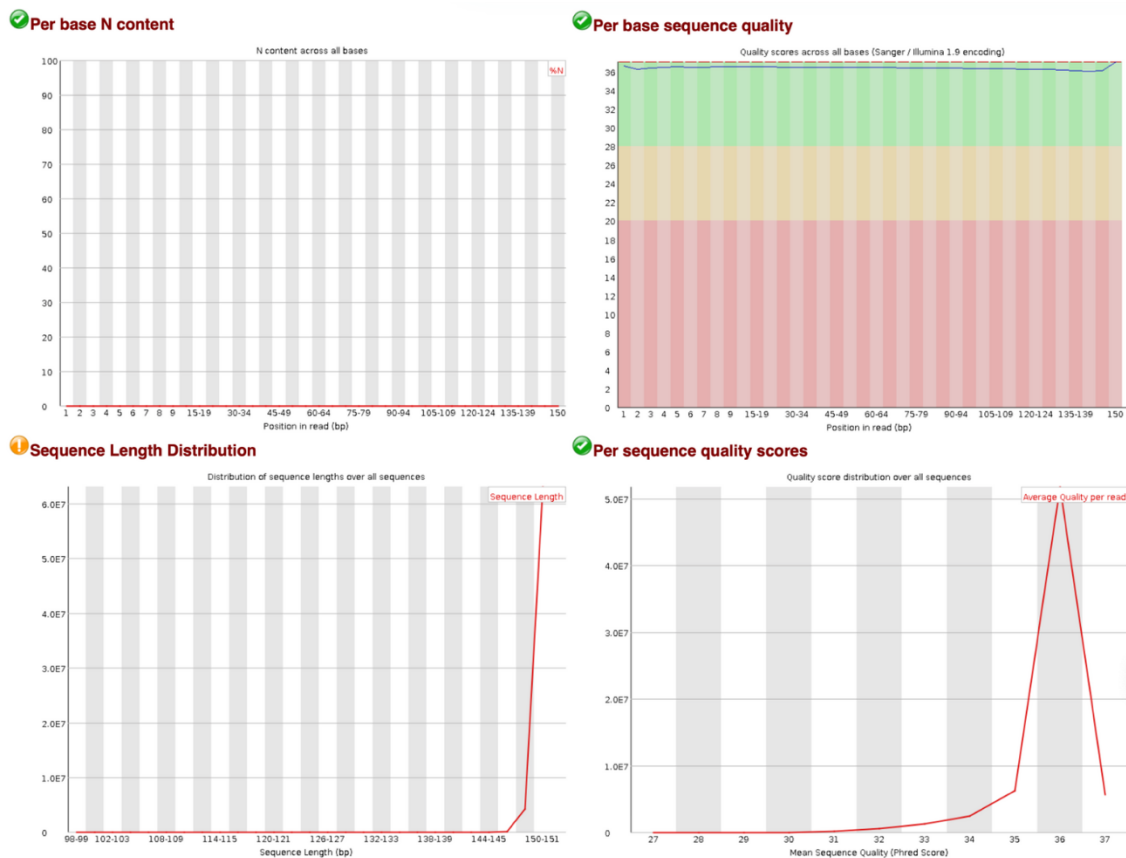 Per base N content
N content across all bases
%N
100
90
80
70
60
50
40
30
20
10
0
1 2 3 4 5 6 7 8 9 15-19 30-34 45-49 60-64 75-79 90-94 105-109 120-124 135-139 150
Position in read (bp)
Per base sequence quality
Quality scores across all bases (Sanger / Illumina 1.9 encoding)
36
34
32
30
28
26
24
22
20
18
16
14
12
10
8
6
4
2
0
1 2 3 4 5 6 7 8 9 15-19 30-34 45-49 60-64 75-79 90-94 105-109 120-124 135-139 150
Position in read (bp)
Sequence Length Distribution
Distribution of sequence lengths over all sequences
Sequence Length
6.0E7
5.0E7
4.0E7
3.0E7
2.0E7
1.0E7
0
98-99 102-103 108-109 114-115 120-121 126-127 132-133 138-139 144-145 150-151
Sequence Length (bp)
Per sequence quality scores
Quality score distribution over all sequences
Average Quality per read
5.0E7
4.0E7
3.0E7
2.0E7
1.0E7
0
27 28 29 30 31 32 33 34 35 36 37
Mean Sequence Quality (Phred Score)